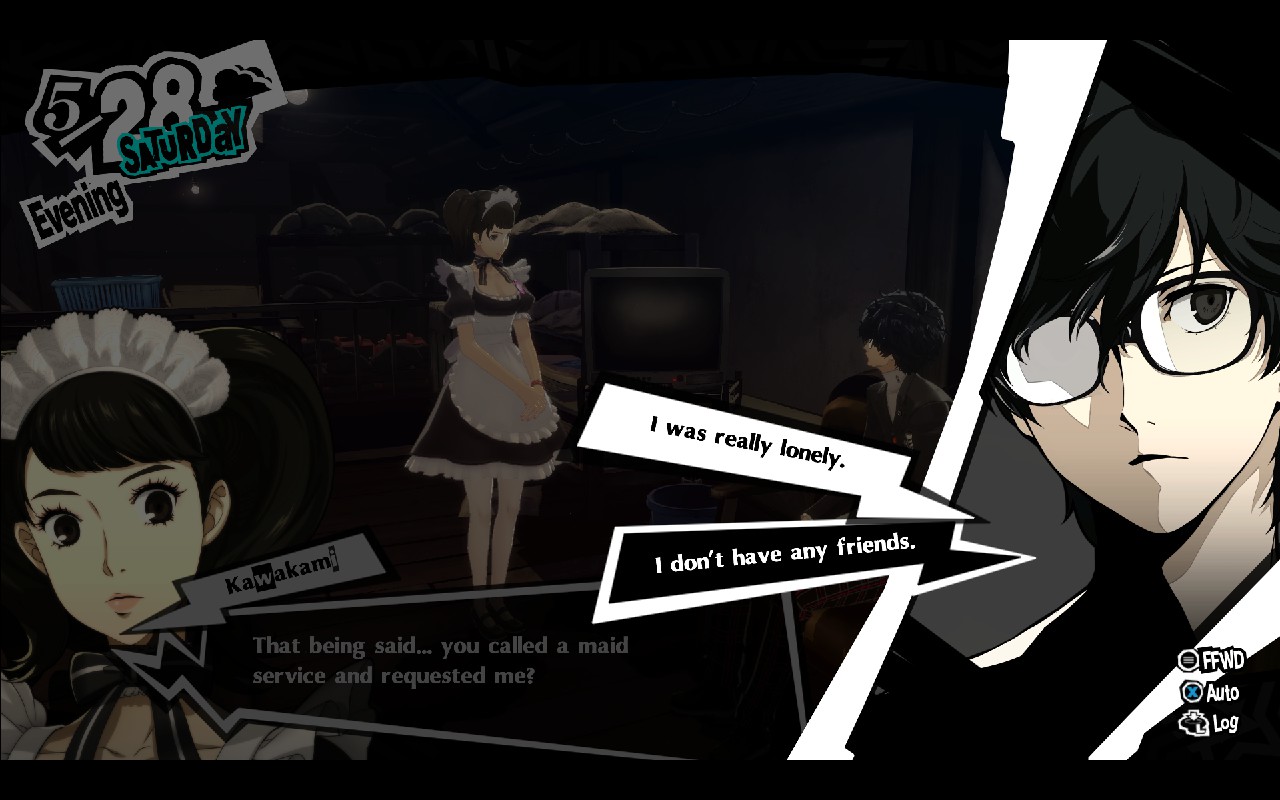 5/28
SATURDAY
Evening
I was really lonely.
I don't have any friends.
Kawakami
That being said... you called a maid
service and requested me?
FFWD
X Auto
L Log